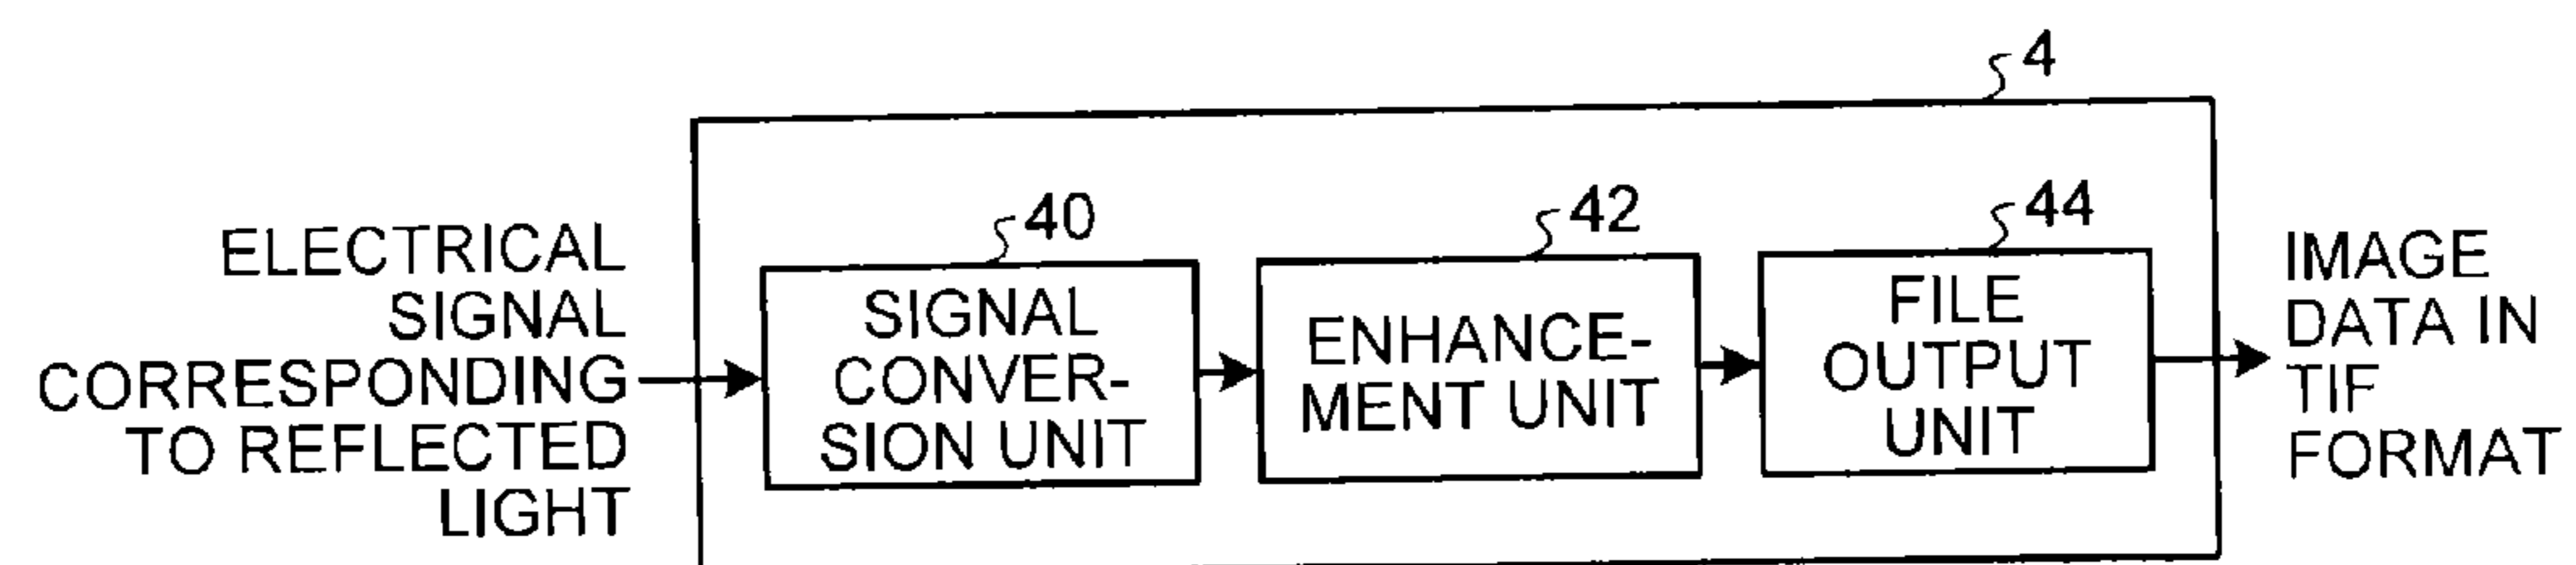 4
ELECTRICAL
SIGNAL
CORRESPONDING
TO REFLECTED
LIGHT
40
SIGNAL
CONVER-
SION UNIT
42
ENHANCE-
MENT UNIT
44
FILE
OUTPUT
UNIT
IMAGE
DATA IN
TIF
FORMAT